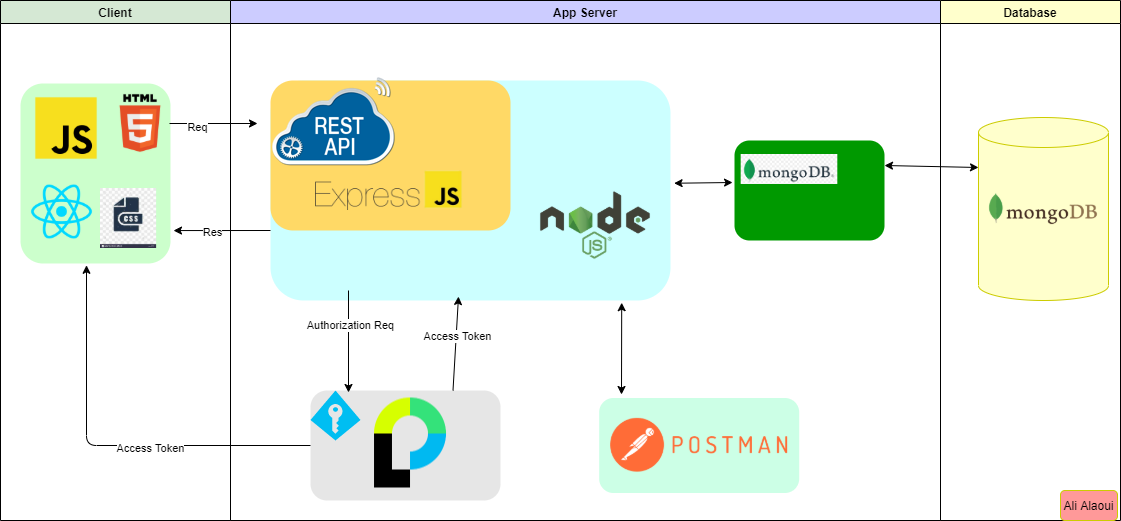 Client
App Server
Database
JS
HTML
5
CSS
Req
Res
REST
API
Express
JS
node
JS
mongoDB
mongoDB
Authorization Req
Access Token
Access Token
POSTMAN
Ali Alaoui